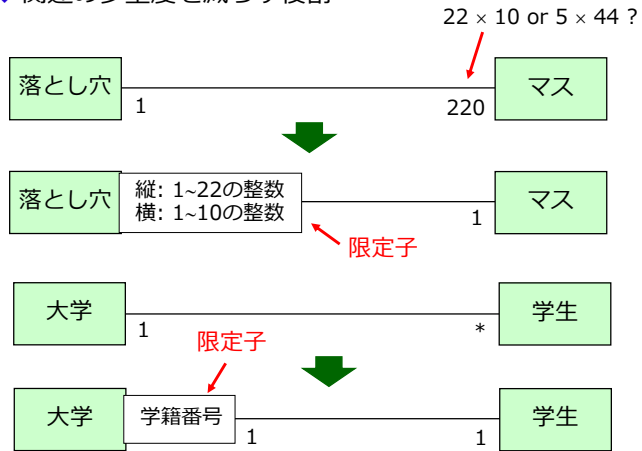 関連の多重度を減らす役割
22 × 10 or 5 × 44 ?
落とし穴
1
220
マス
落とし穴
縦: 1~22の整数
横: 1~10の整数
1
マス
限定子
大学
1
*
学生
限定子
大学
学籍番号
1
1
学生